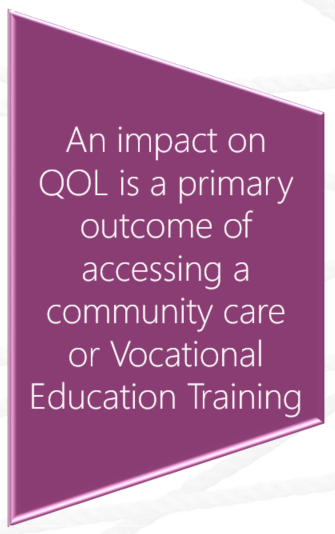 An impact on
QOL is a primary
outcome of
accessing a
community care
or Vocational
Education Training